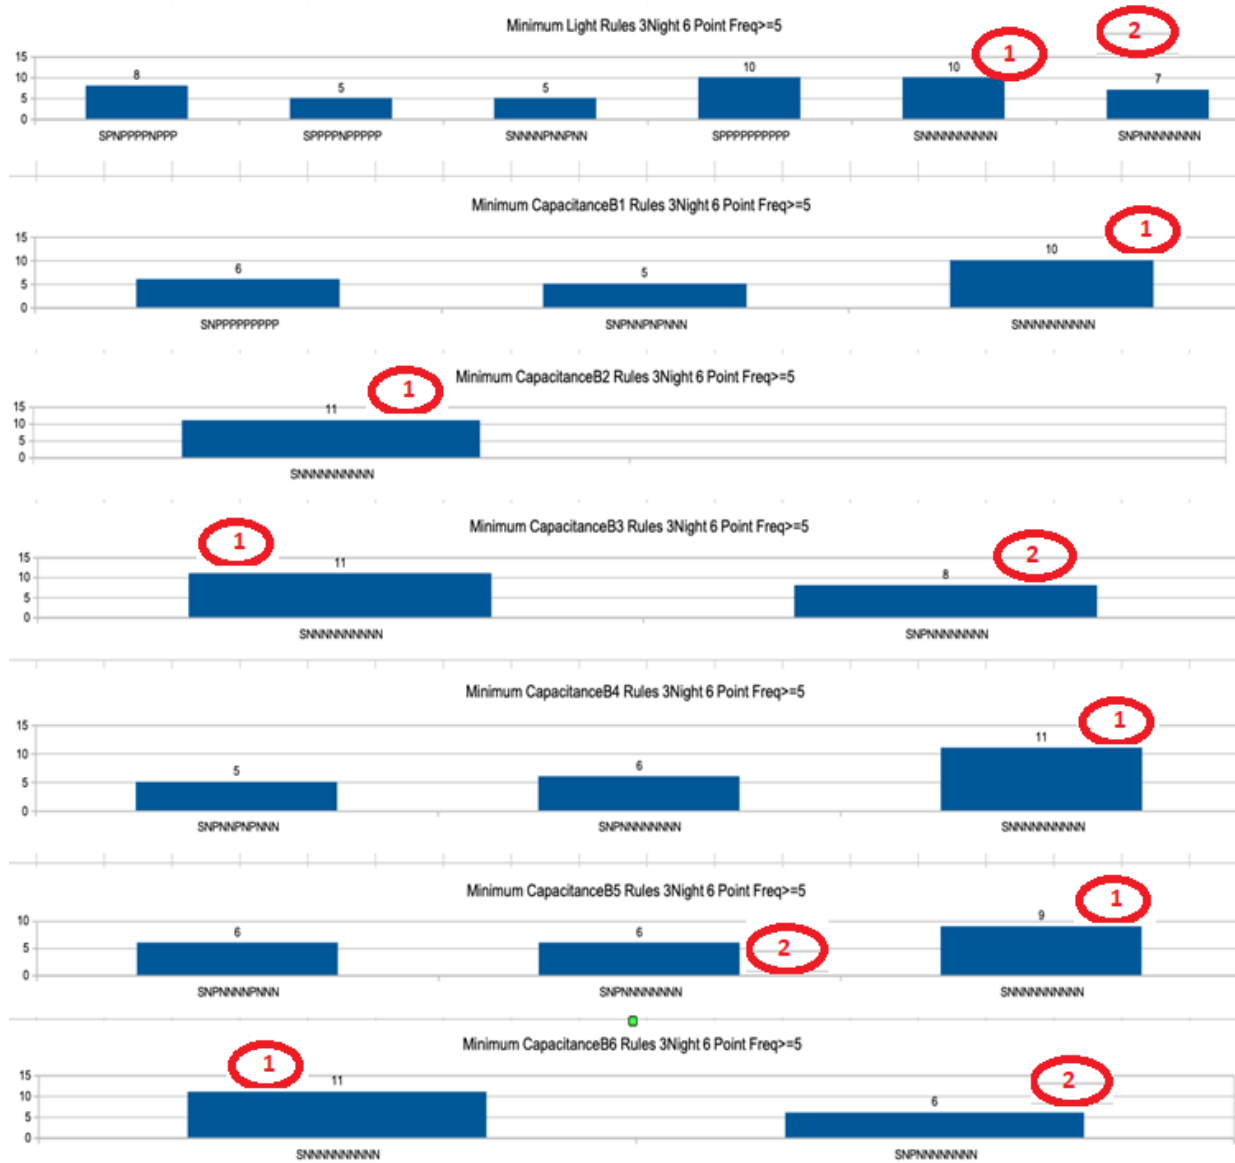 Minimum Light Rules 3Night 6 Point Freq>=5
1
2
15
10
5
0
8
5
5
10
10
7
SPNPPPPNPPP
SPPPPNPPPPP
SNNNNPNNPNN
SPPPPPPPPPP
SNNNNNNNNNN
SNPNNNNNNNN
Minimum CapacitanceB1 Rules 3Night 6 Point Freq>=5
1
15
10
5
0
6
5
10
SNPPPPPPPPP
SNPNNPNPNNN
SNNNNNNNNNN
Minimum CapacitanceB2 Rules 3Night 6 Point Freq>=5
1
15
10
5
0
11
SNNNNNNNNNN
Minimum CapacitanceB3 Rules 3Night 6 Point Freq>=5
1
2
15
10
5
0
11
8
SNNNNNNNNNN
SNPNNNNNNNN
Minimum CapacitanceB4 Rules 3Night 6 Point Freq>=5
1
15
10
5
0
5
6
11
SNPNNPNPNNN
SNPNNNNNNNN
SNNNNNNNNNN
Minimum CapacitanceB5 Rules 3Night 6 Point Freq>=5
1
2
10
5
0
6
6
9
SNPNNNNPNNN
SNPNNNNNNNN
SNNNNNNNNNN
Minimum CapacitanceB6 Rules 3Night 6 Point Freq>=5
1
2
15
10
5
0
11
6
SNNNNNNNNNN
SNPNNNNNNNN